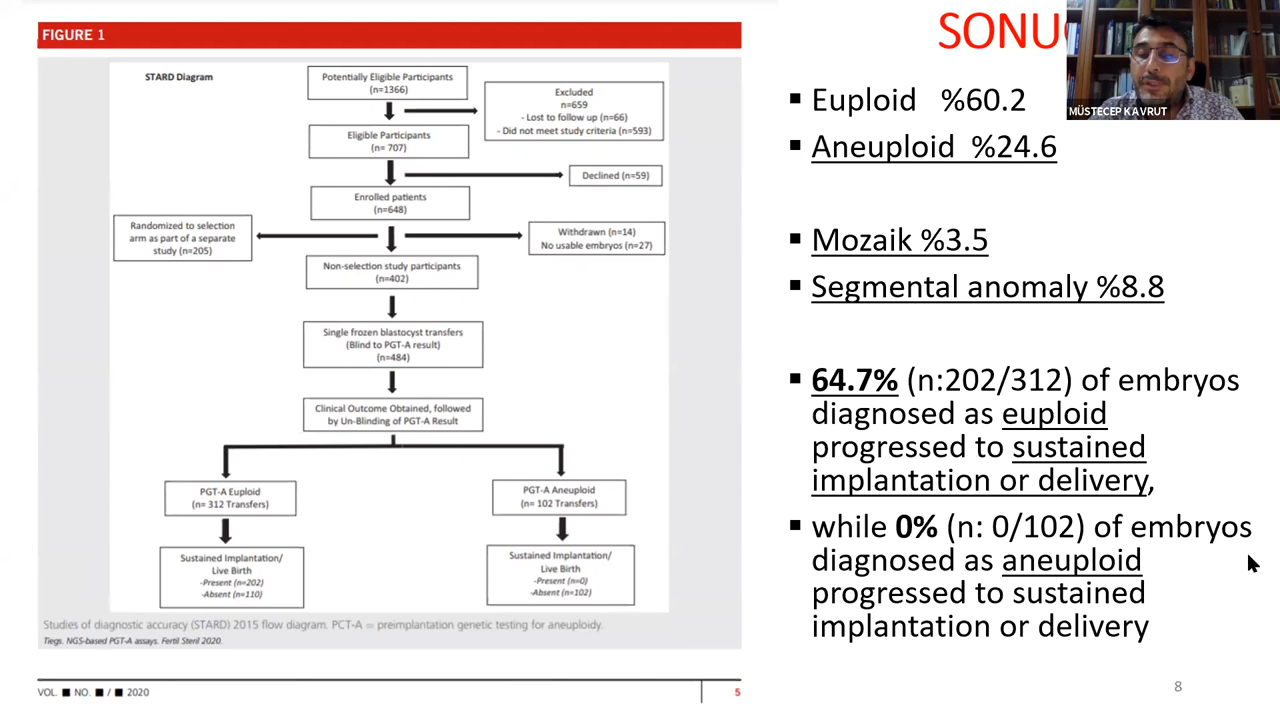 FIGURE 1
STARD Diagram
Potentially Eligible Participants
(n=1366)
Excluded
n=659
- Lost to follow up (n=66)
- Did not meet study criteria (n=593)
Eligible Participants
(n= 707)
Declined (n=59)
Enrolled patients
(n=648)
Randomized to selection
arm as part of a separate
study (n=205)
Withdrawn (n=14)
No usable embryos (n=27)
Non-selection study participants
(n=402)
Single frozen blastocyst transfers
(Blind to PGT-A result)
(n=484)
Clinical Outcome Obtained, followed
by Un-Blinding of PGT-A Result
PGT-A Euploid
(n= 312 Transfers)
PGT-A Aneuploid
(n= 102 Transfers)
Sustained Implantation/
Live Birth
-Present (n=202)
-Absent (n=110)
Sustained Implantation/
Live Birth
-Present (n=0)
-Absent (n=102)
Studies of diagnostic accuracy (STARD) 2015 flow diagram. PCT-A = preimplantation genetic testing for aneuploidy.
Tiegs. NGS-based PGT-A assays. Fertil Steril 2020.
VOL. ■ NO. ■ / ■ 2020
5
SONU
MÜSTECEP KAVRUT
▪ Euploid %60.2
▪ Aneuploid %24.6
▪ Mozaik %3.5
▪ Segmental anomaly %8.8
▪ 64.7% (n:202/312) of embryos
diagnosed as euploid
progressed to sustained
implantation or delivery,
▪ while 0% (n: 0/102) of embryos
diagnosed as aneuploid
progressed to sustained
implantation or delivery
8